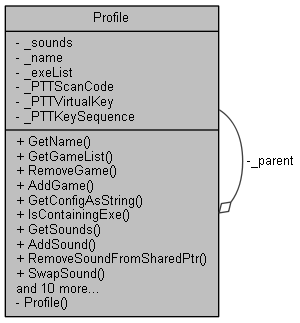 Profile
- _sounds
- _name
- _exeList
- _PTTScanCode
- _PTTVirtualKey
- _PTTKeySequence
+ GetName()
+ GetGameList()
+ RemoveGame()
+ AddGame()
+ GetConfigAsString()
+ IsContainingExe()
+ GetSounds()
+ AddSound()
+ RemoveSoundFromSharedPtr()
+ SwapSound()
and 10 more...
- Profile()
-_parent